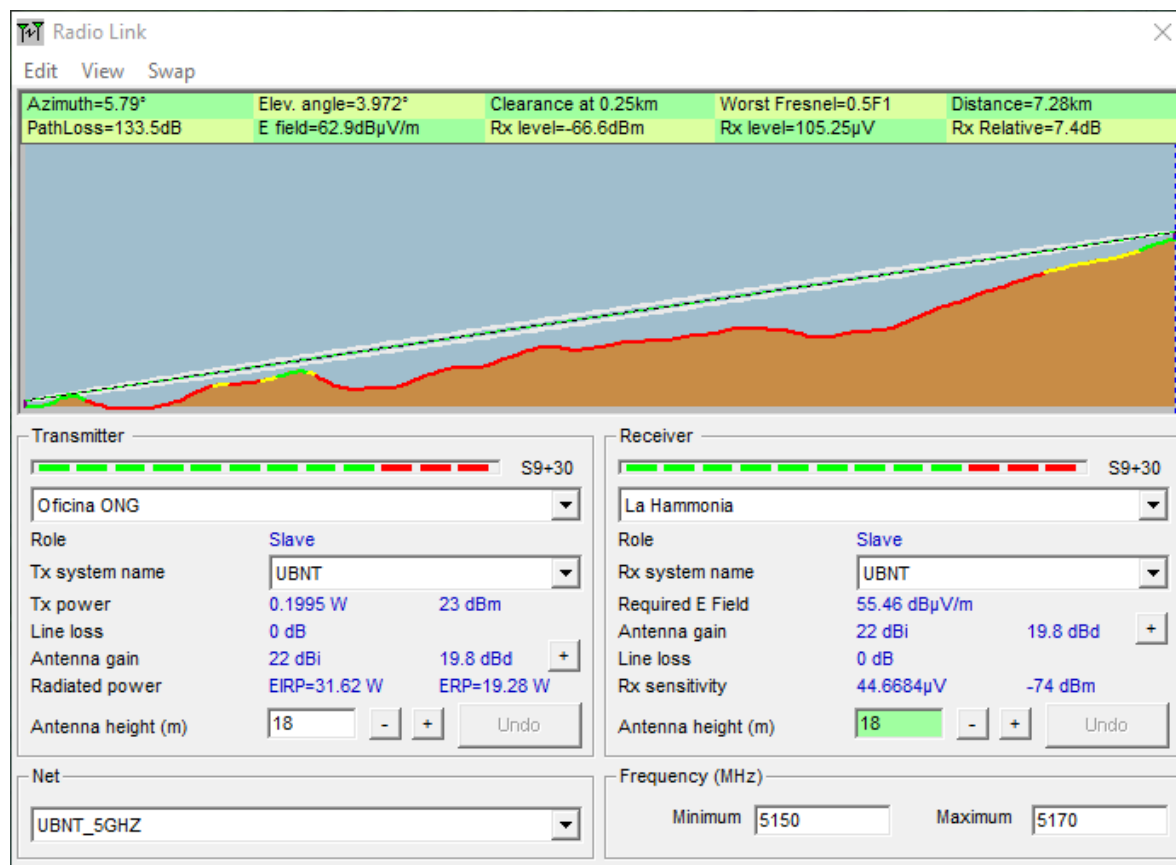 Radio Link
Edit View Swap
Azimuth=5.79° Elev. angle=3.972° Clearance at 0.25km Worst Fresnel=0.5F1 Distance=7.28km
PathLoss=133.5dB E field=62.9dBµV/m Rx level=-66.6dBm Rx level=105.25µV Rx Relative=7.4dB
Transmitter
S9+30
Oficina ONG
Role Slave
Tx system name UBNT
Tx power 0.1995 W 23 dBm
Line loss 0 dB
Antenna gain 22 dBi 19.8 dBd +
Radiated power EIRP=31.62 W ERP=19.28 W
Antenna height (m) 18 - + Undo
Net
UBNT_5GHZ
Receiver
S9+30
La Hammonia
Role Slave
Rx system name UBNT
Required E Field 55.46 dBµV/m
Antenna gain 22 dBi 19.8 dBd +
Line loss 0 dB
Rx sensitivity 44.6684µV -74 dBm
Antenna height (m) 18 - + Undo
Frequency (MHz)
Minimum 5150 Maximum 5170